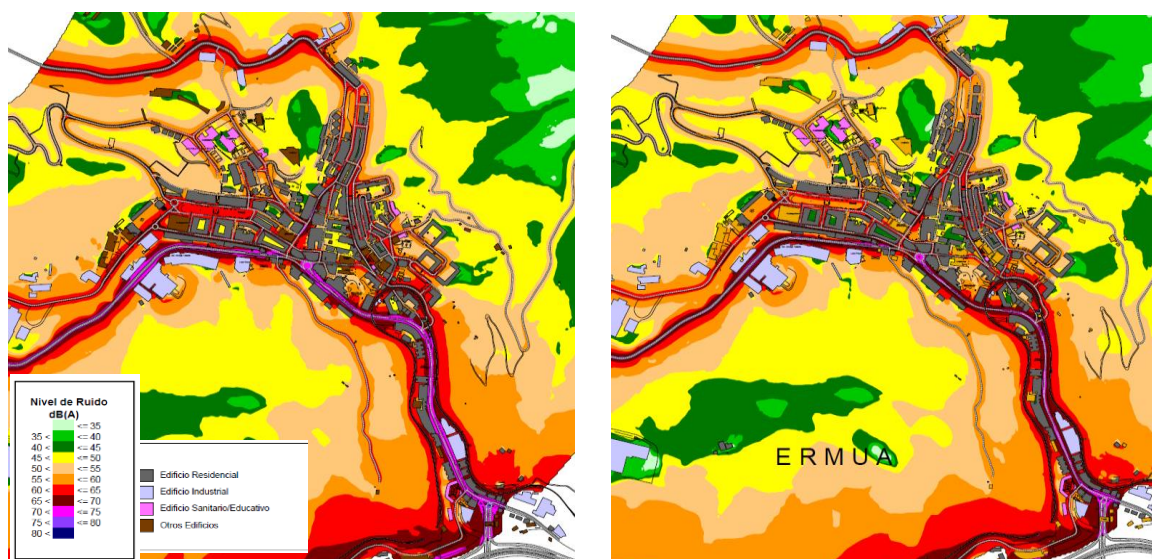 Nivel de Ruido
dB(A)
<= 35
35 < <= 40
40 < <= 45
45 < <= 50
50 < <= 55
55 < <= 60
60 < <= 65
65 < <= 70
70 < <= 75
75 < <= 80
80 <
Edificio Residencial
Edificio Industrial
Edificio Sanitario/Educativo
Otros Edificios
ERMUA